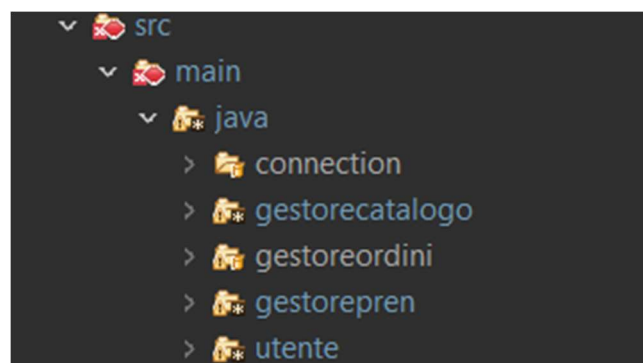 src
main
java
connection
gestorecatalogo
gestoreordini
gestorepren
utente